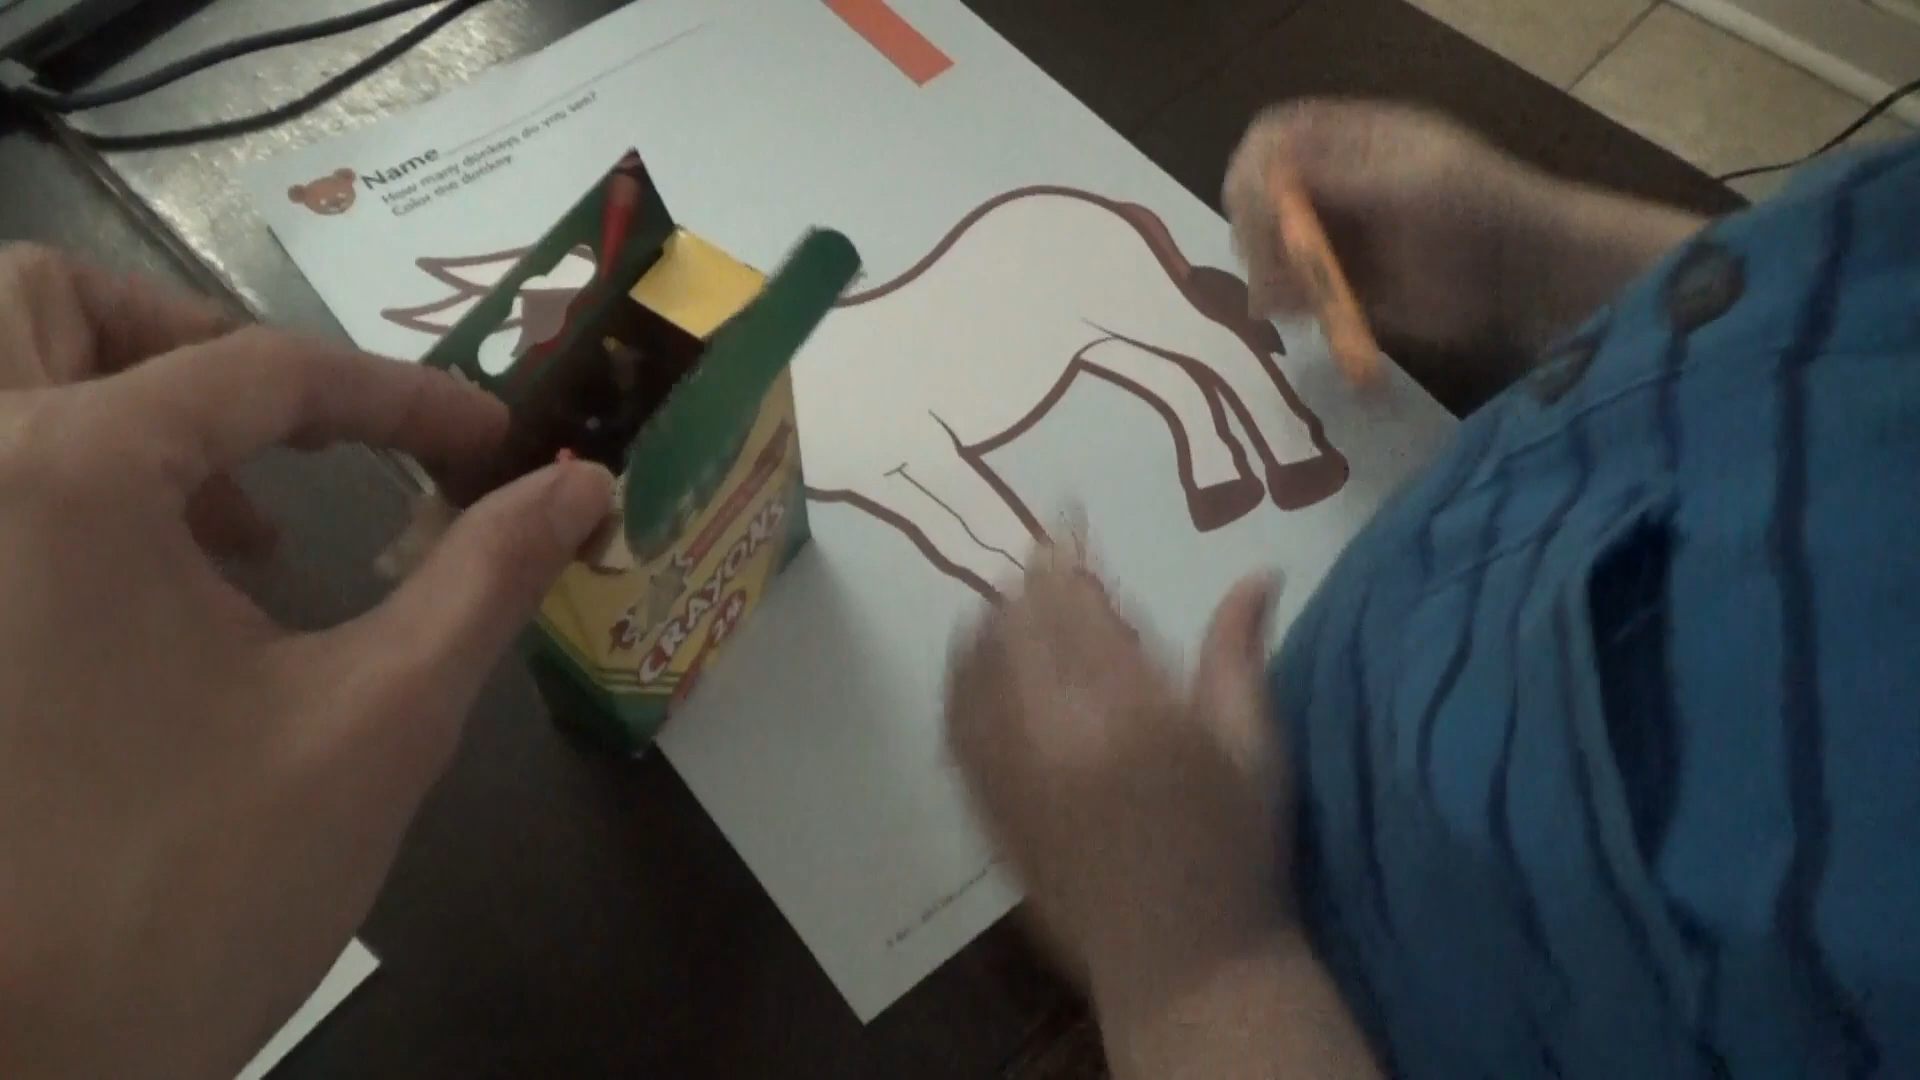 Name
How many donkeys do you see?
Color the donkey.
CRAYONS
24